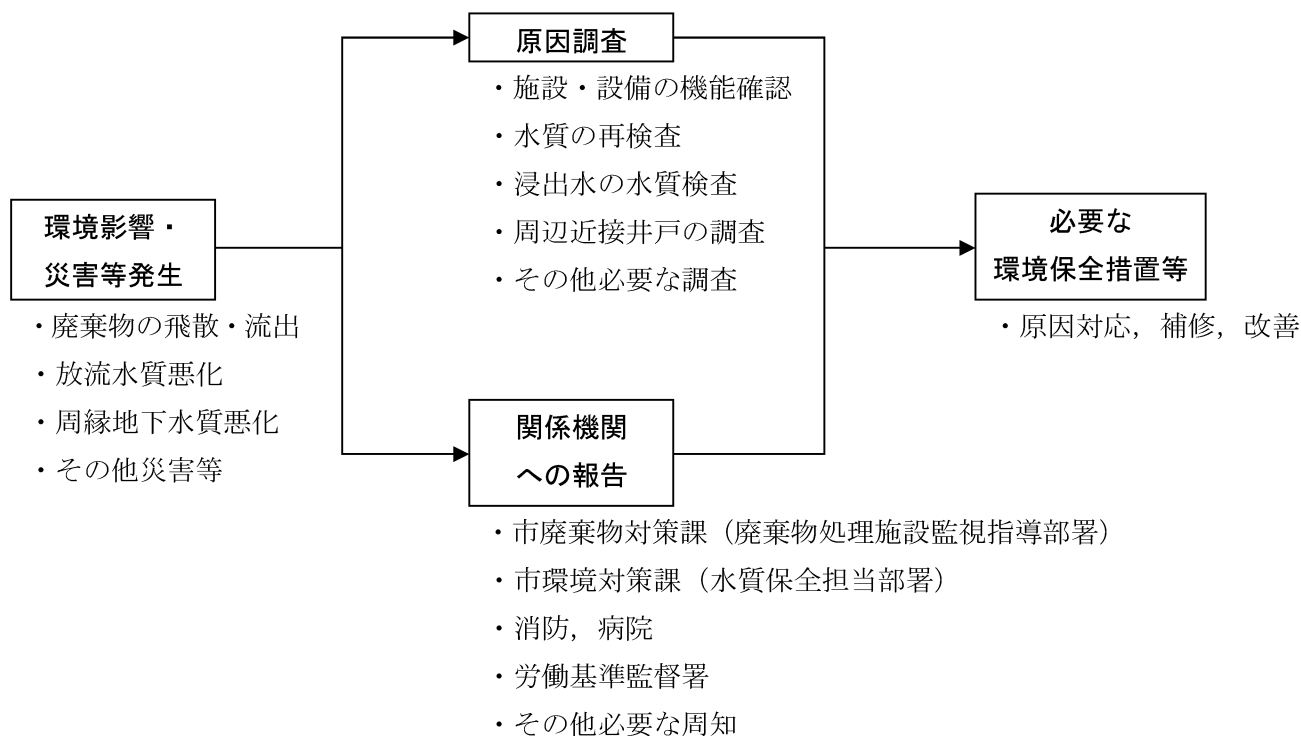 環境影響・
災害等発生
・廃棄物の飛散・流出
・放流水質悪化
・周縁地下水質悪化
・その他災害等
原因調査
・施設・設備の機能確認
・水質の再検査
・浸出水の水質検査
・周辺近接井戸の調査
・その他必要な調査
関係機関
への報告
・市廃棄物対策課（廃棄物処理施設監視指導部署）
・市環境対策課（水質保全担当部署）
・消防，病院
・労働基準監督署
・その他必要な周知
必要な
環境保全措置等
・原因対応，補修，改善